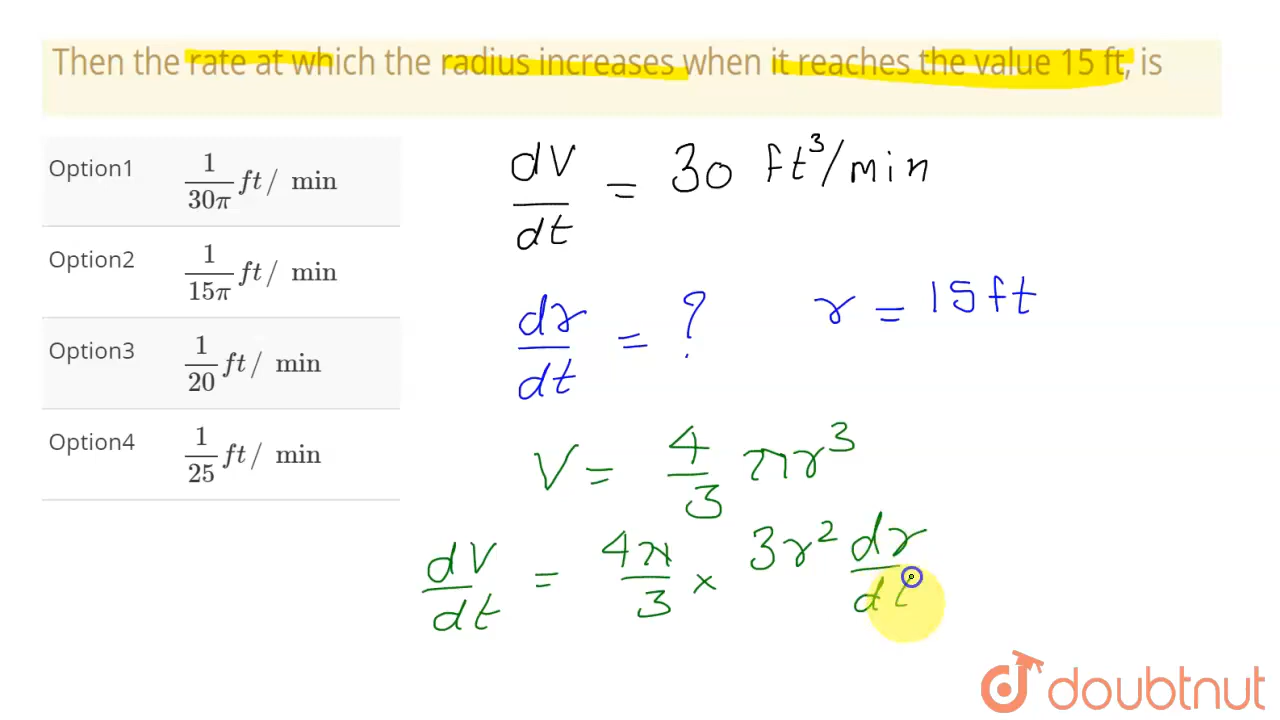 Then the rate at which the radius increases when it reaches the value 15 ft, is
Option1 1/30π ft/ min
Option2 1/15π ft/ min
Option3 1/20 ft/ min
Option4 1/25 ft/ min
dV/dt = 30 ft³/min
dr/dt = ? r = 15ft
V = 4/3 πr³
dV/dt = 4π/3 × 3r² dr/dt
doubtnut